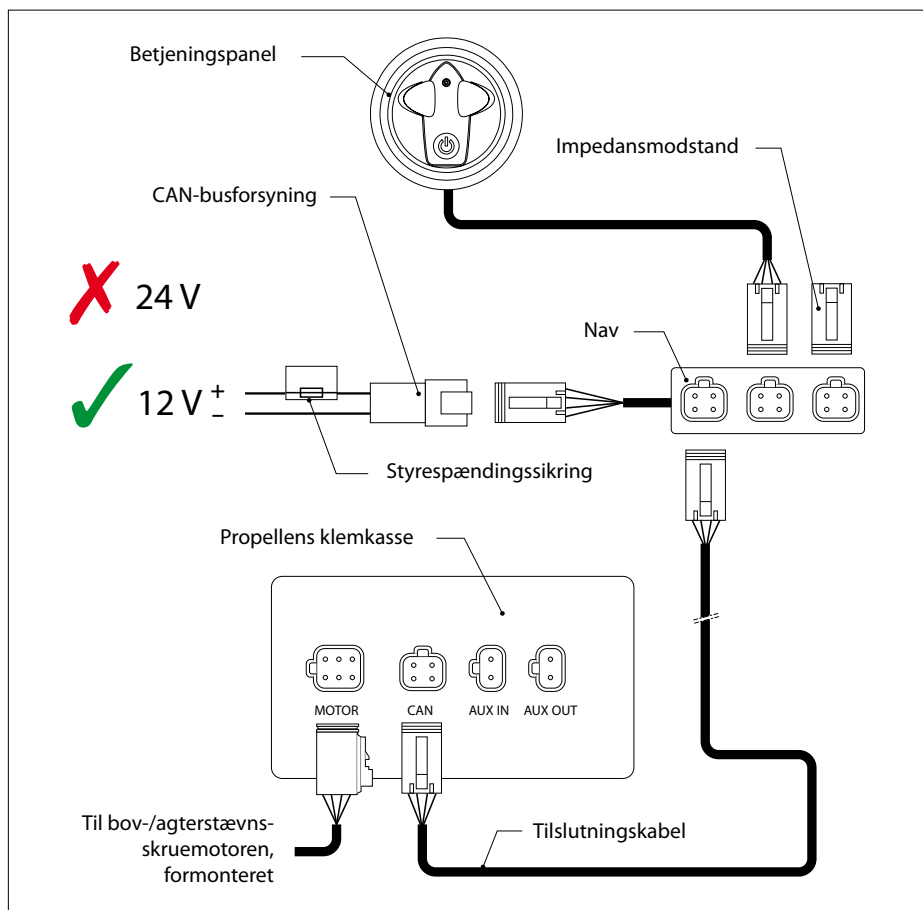 Betjeningspanel
Impedansmodstand
CAN-busforsyning
24 V
Nav
12 V + −
Styrespændingssikring
Propellens klemkasse
MOTOR CAN AUX IN AUX OUT
Til bov-/agterstævns-
skruemotoren,
formonteret
Tilslutningskabel